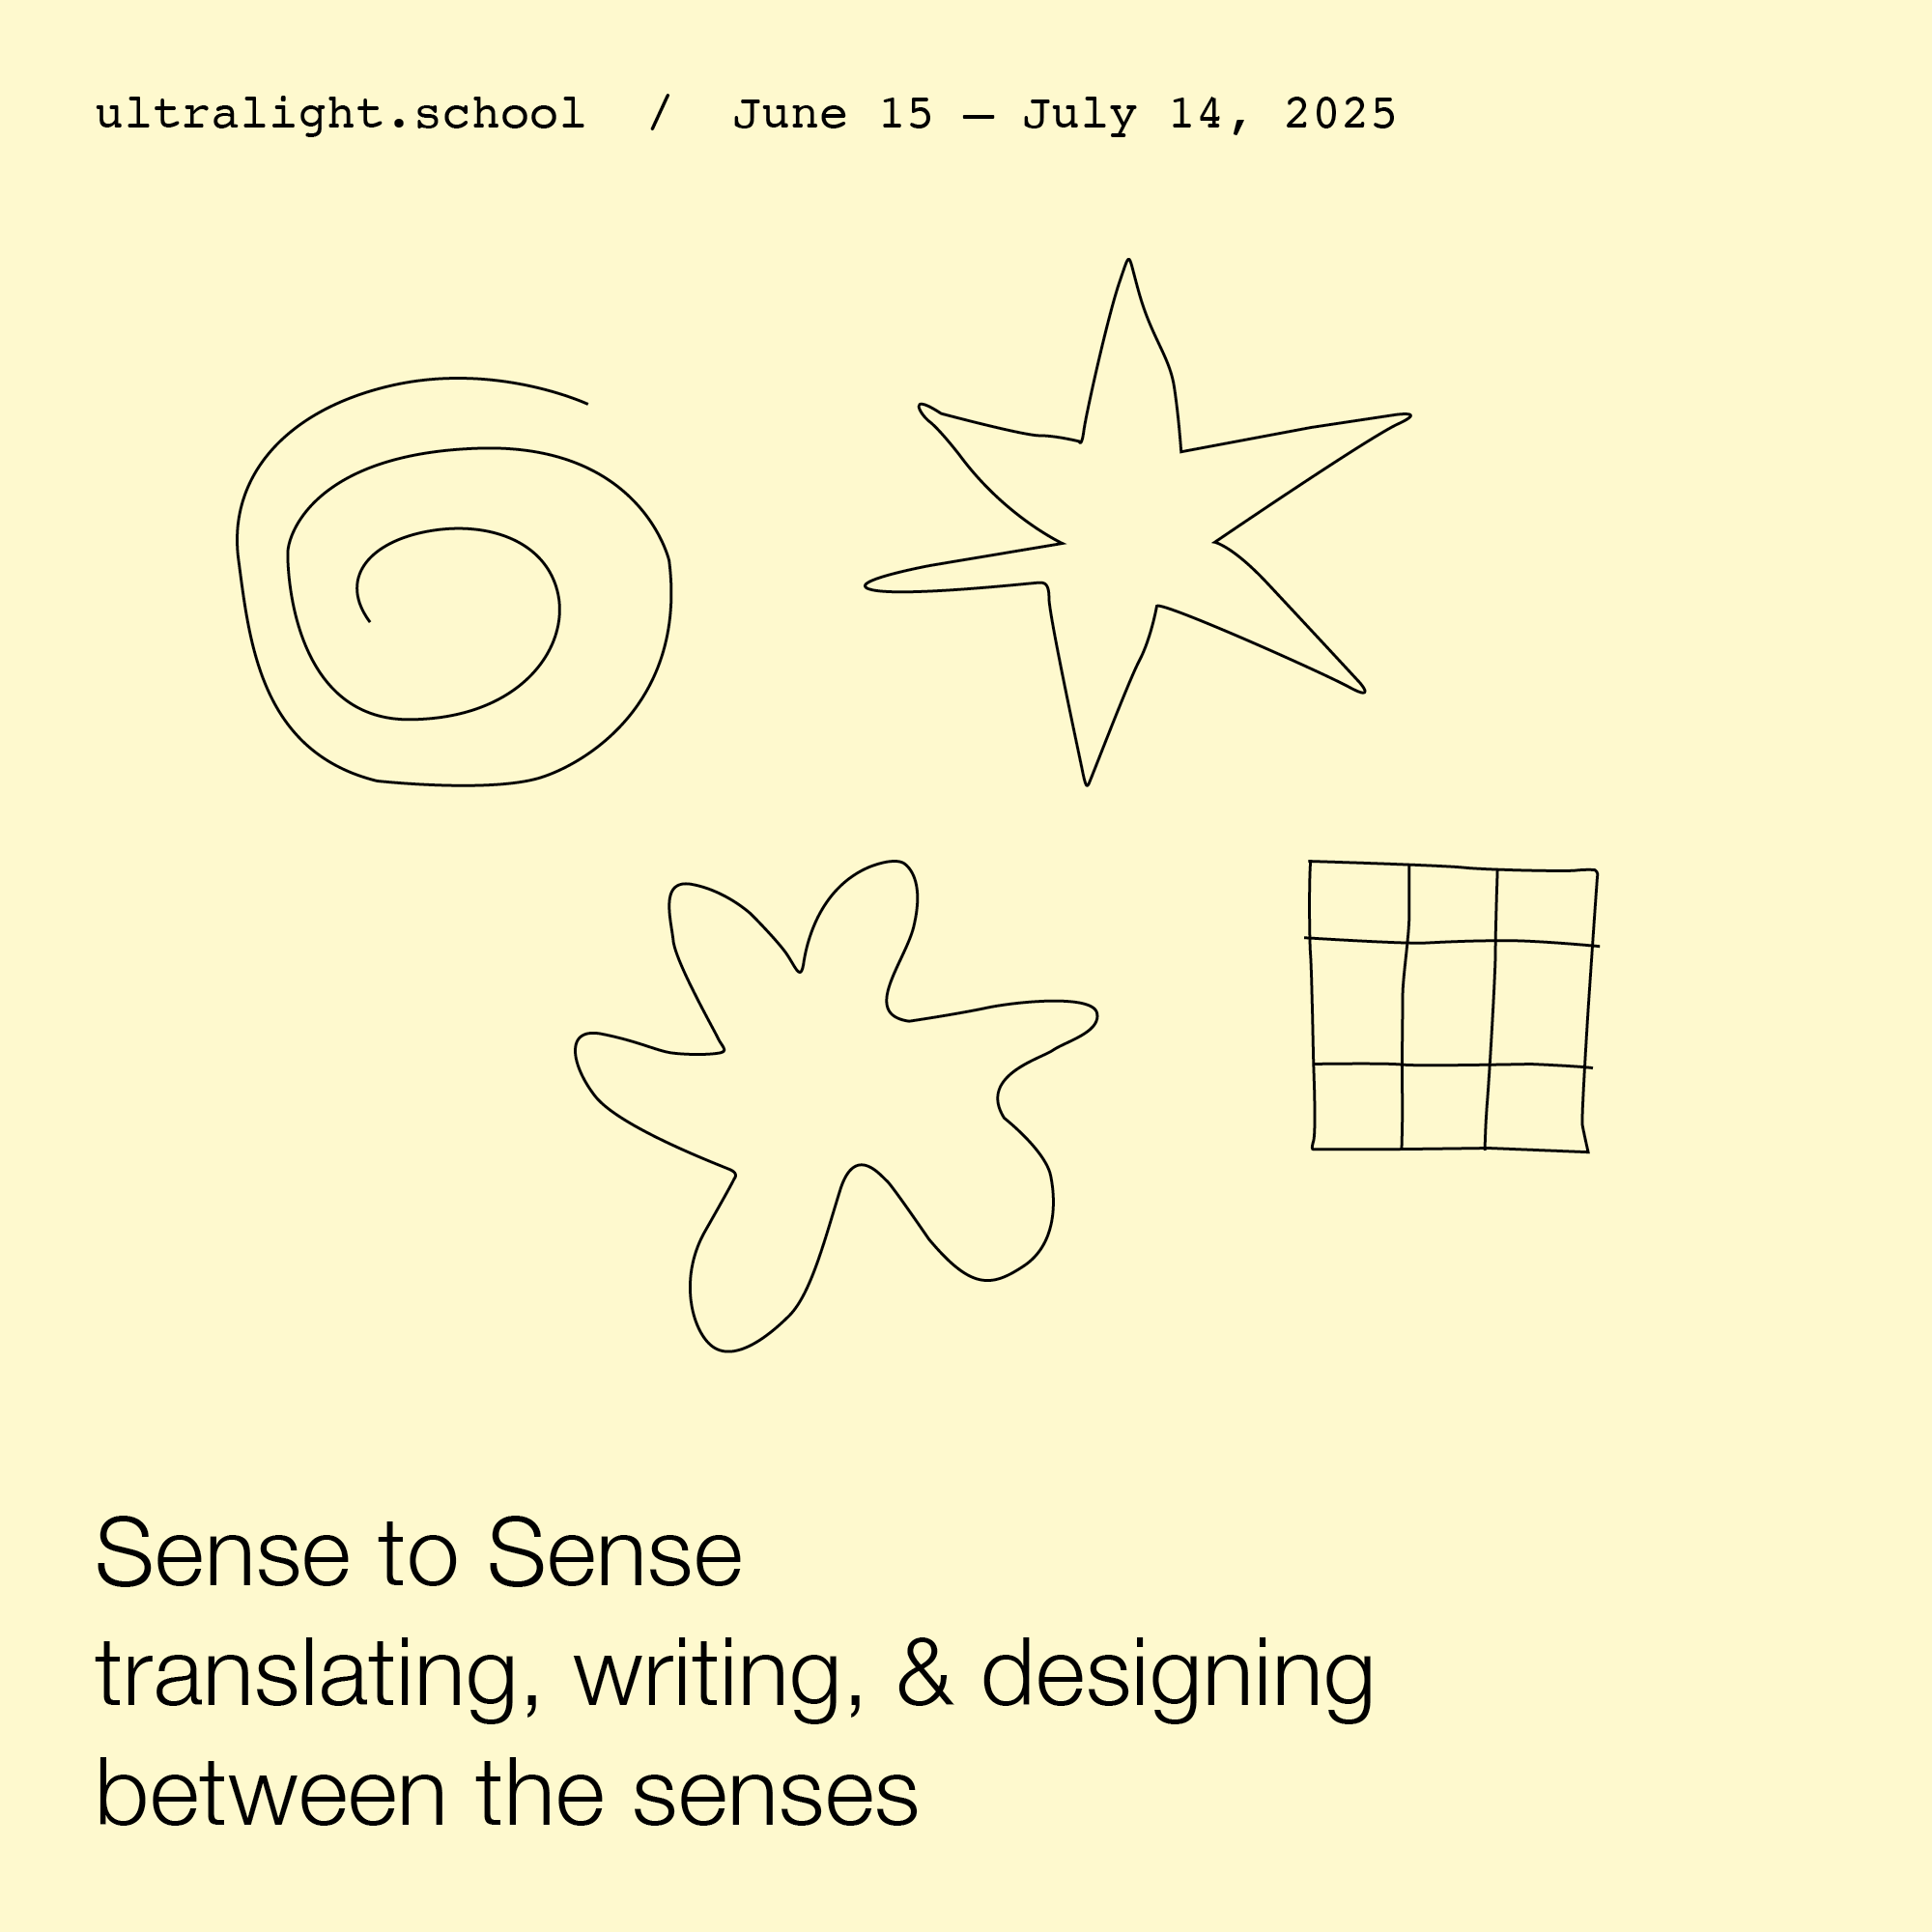 ultralight.school / June 15 — July 14, 2025
Sense to Sense
translating, writing, & designing
between the senses